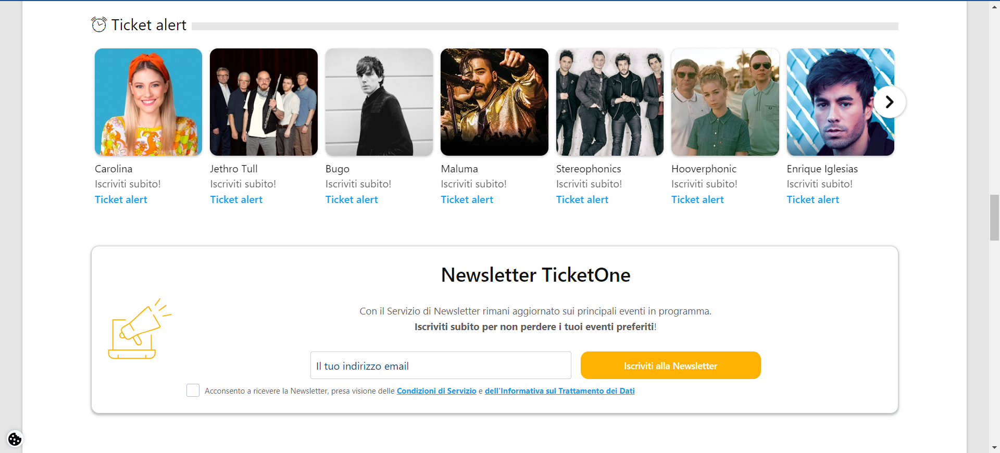 Ticket alert
Carolina
Iscriviti subito!
Ticket alert
Jethro Tull
Iscriviti subito!
Ticket alert
Bugo
Iscriviti subito!
Ticket alert
Maluma
Iscriviti subito!
Ticket alert
Stereophonics
Iscriviti subito!
Ticket alert
Hooverphonic
Iscriviti subito!
Ticket alert
Enrique Iglesias
Iscriviti subito!
Ticket alert
Newsletter TicketOne
Con il Servizio di Newsletter rimani aggiornato sui principali eventi in programma.
Iscriviti subito per non perdere i tuoi eventi preferiti!
Il tuo indirizzo email
Iscriviti alla Newsletter
Acconsento a ricevere la Newsletter, presa visione delle Condizioni di Servizio e dell'Informativa sul Trattamento dei Dati